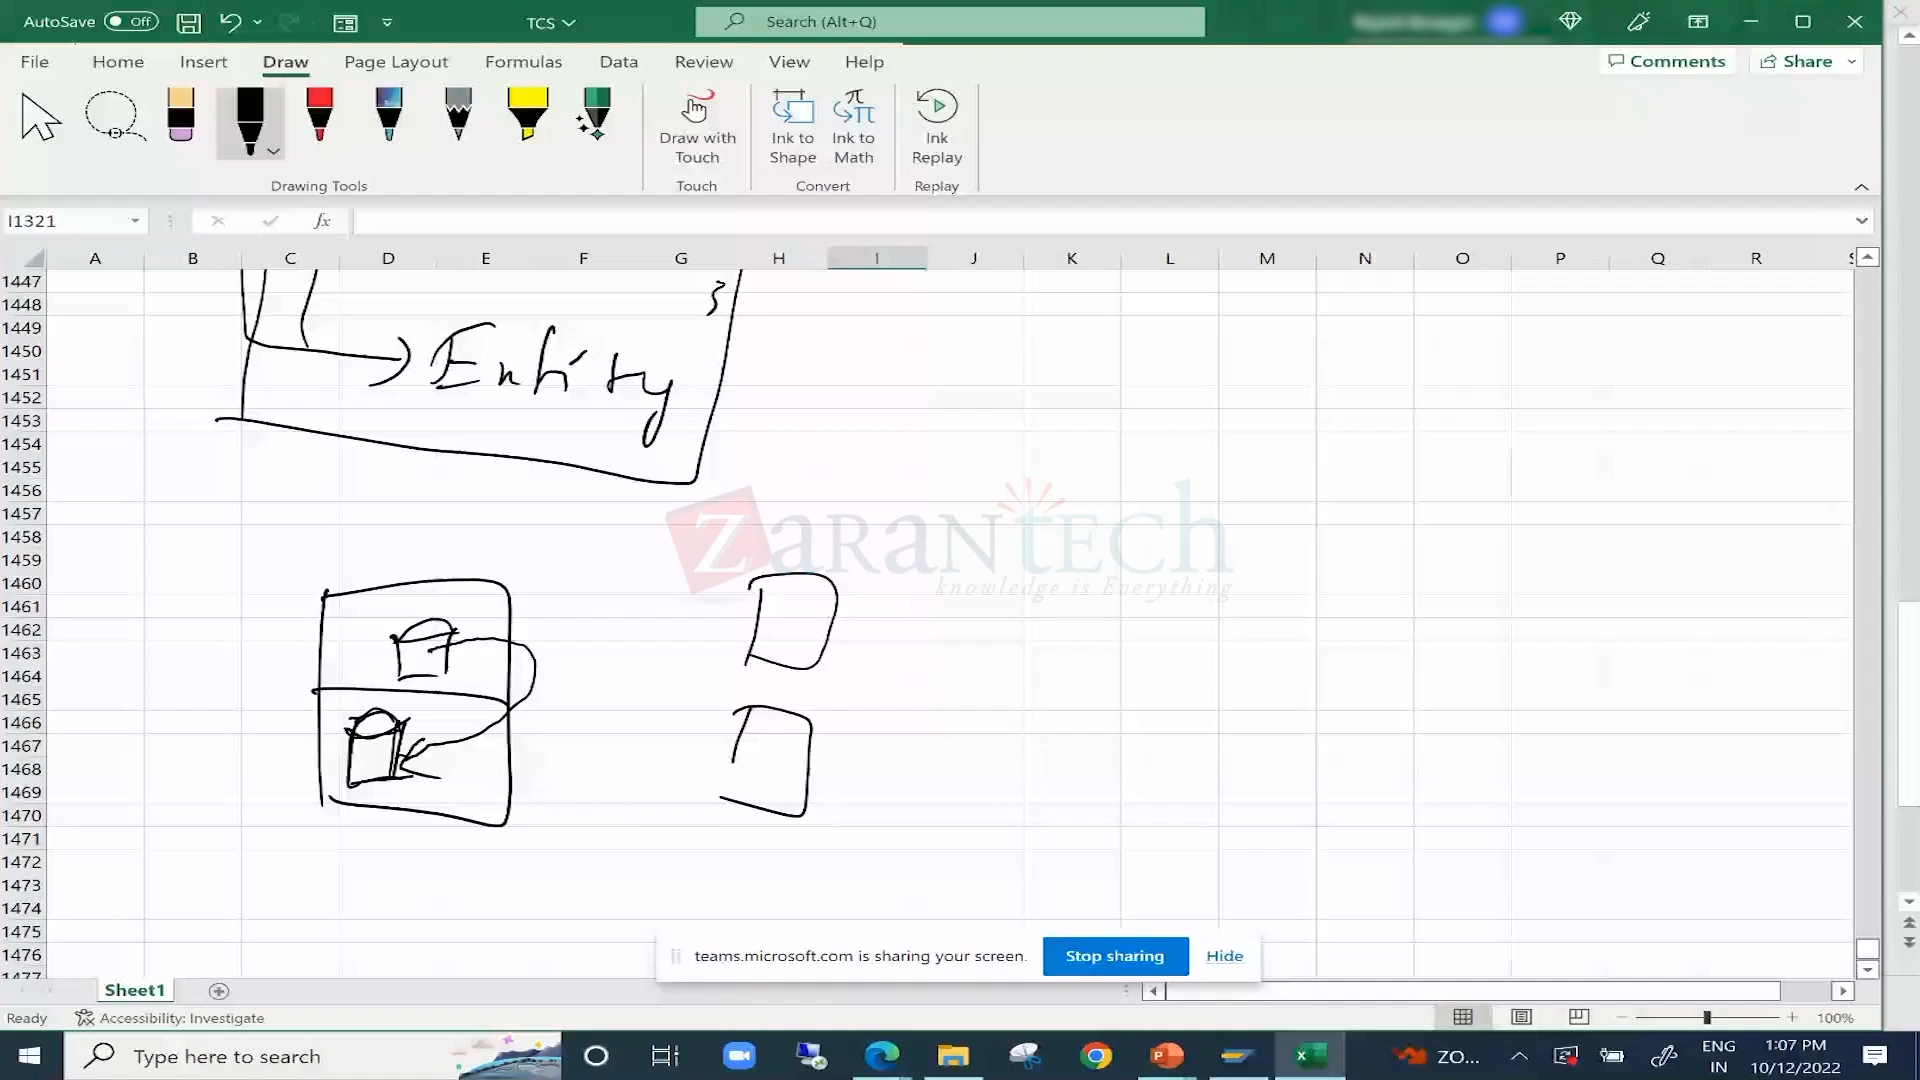 AutoSave Off TCS Search (Alt+Q)
File Home Insert Draw Page Layout Formulas Data Review View Help Comments Share
Draw with Touch
Ink to Shape
Ink to Math
Ink Replay
Drawing Tools Touch Convert Replay
I1321 fx
A B C D E F G H I J K L M N O P Q R
1447
1448
1449
1450
1451
1452
1453
1454
1455
1456
1457
1458
1459
1460
1461
1462
1463
1464
1465
1466
1467
1468
1469
1470
1471
1472
1473
1474
1475
1476
1477
Entity
ZaranTech
knowledge is Everything
teams.microsoft.com is sharing your screen. Stop sharing Hide
Sheet1
Ready Accessibility: Investigate 100%
Type here to search
ZO...
ENG
IN
1:07 PM
10/12/2022